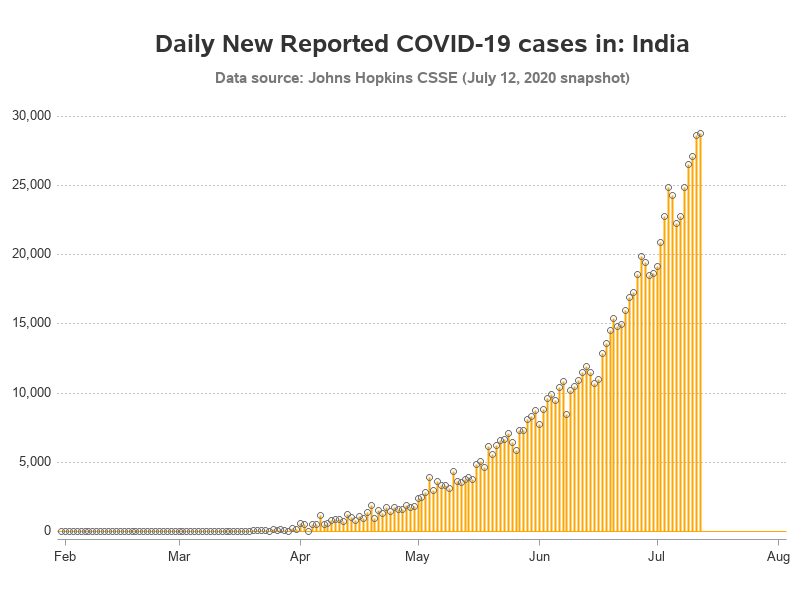 Daily New Reported COVID-19 cases in: India
Data source: Johns Hopkins CSSE (July 12, 2020 snapshot)
30,000
25,000
20,000
15,000
10,000
5,000
0
Feb Mar Apr May Jun Jul Aug